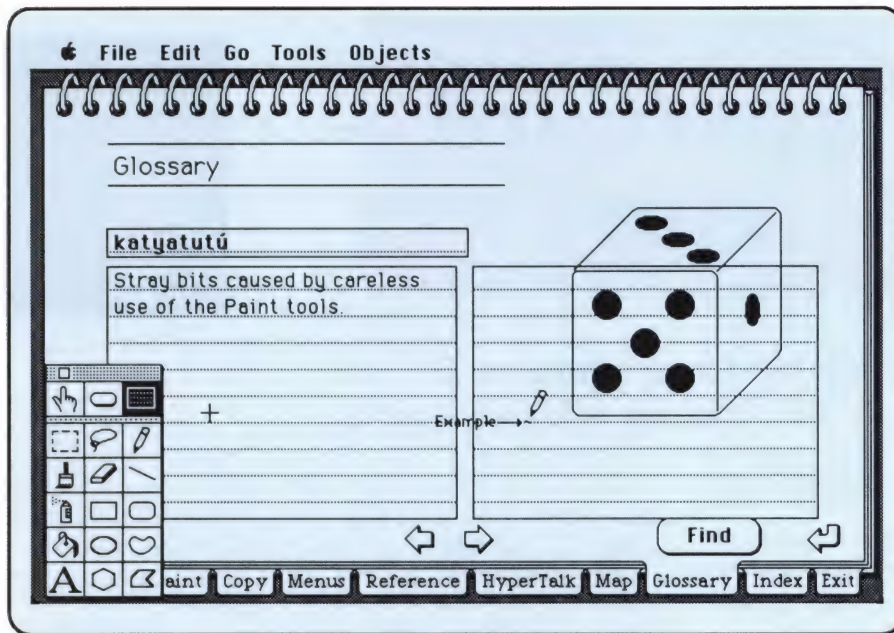 File Edit Go Tools Objects
Glossary
katyatutú
Stray bits caused by careless
use of the Paint tools.
Example
Find
A
aint Copy Menus Reference HyperTalk Map Glossary Index Exit